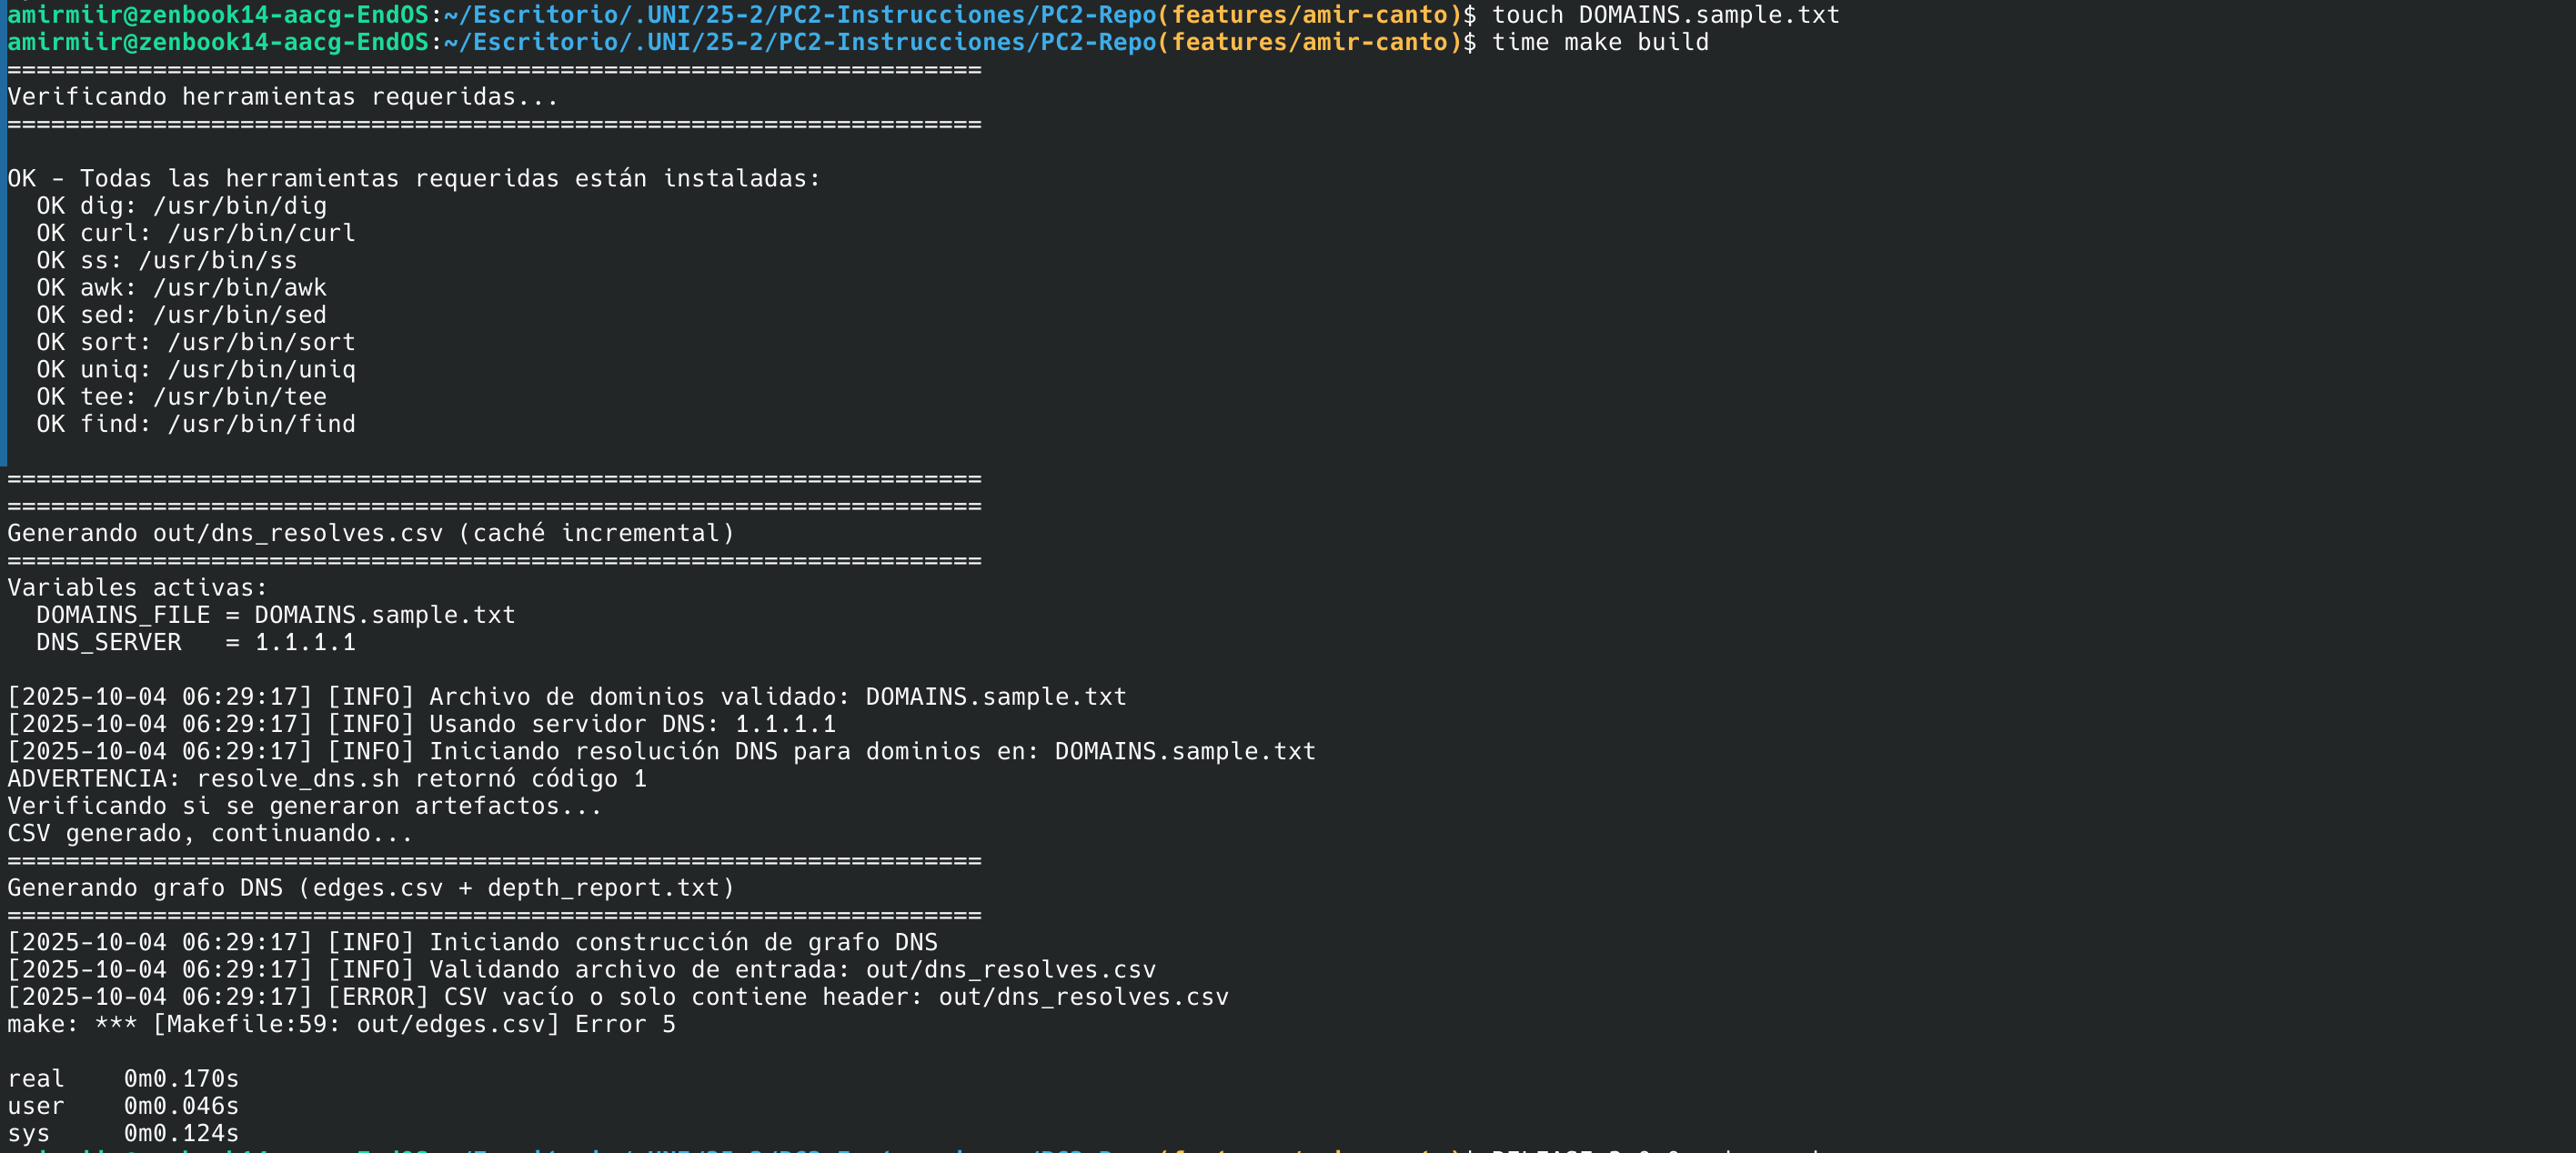 amirmiir@zenbook14-aacg-EndOS:~/Escritorio/.UNI/25-2/PC2-Instrucciones/PC2-Repo(features/amir-canto)$ touch DOMAINS.sample.txt
amirmiir@zenbook14-aacg-EndOS:~/Escritorio/.UNI/25-2/PC2-Instrucciones/PC2-Repo(features/amir-canto)$ time make build
===================================================================
Verificando herramientas requeridas...
===================================================================
OK - Todas las herramientas requeridas están instaladas:
  OK dig: /usr/bin/dig
  OK curl: /usr/bin/curl
  OK ss: /usr/bin/ss
  OK awk: /usr/bin/awk
  OK sed: /usr/bin/sed
  OK sort: /usr/bin/sort
  OK uniq: /usr/bin/uniq
  OK tee: /usr/bin/tee
  OK find: /usr/bin/find
===================================================================
===================================================================
Generando out/dns_resolves.csv (caché incremental)
===================================================================
Variables activas:
  DOMAINS_FILE = DOMAINS.sample.txt
  DNS_SERVER   = 1.1.1.1
[2025-10-04 06:29:17] [INFO] Archivo de dominios validado: DOMAINS.sample.txt
[2025-10-04 06:29:17] [INFO] Usando servidor DNS: 1.1.1.1
[2025-10-04 06:29:17] [INFO] Iniciando resolución DNS para dominios en: DOMAINS.sample.txt
ADVERTENCIA: resolve_dns.sh retornó código 1
Verificando si se generaron artefactos...
CSV generado, continuando...
===================================================================
Generando grafo DNS (edges.csv + depth_report.txt)
===================================================================
[2025-10-04 06:29:17] [INFO] Iniciando construcción de grafo DNS
[2025-10-04 06:29:17] [INFO] Validando archivo de entrada: out/dns_resolves.csv
[2025-10-04 06:29:17] [ERROR] CSV vacío o solo contiene header: out/dns_resolves.csv
make: *** [Makefile:59: out/edges.csv] Error 5
real    0m0.170s
user    0m0.046s
sys     0m0.124s